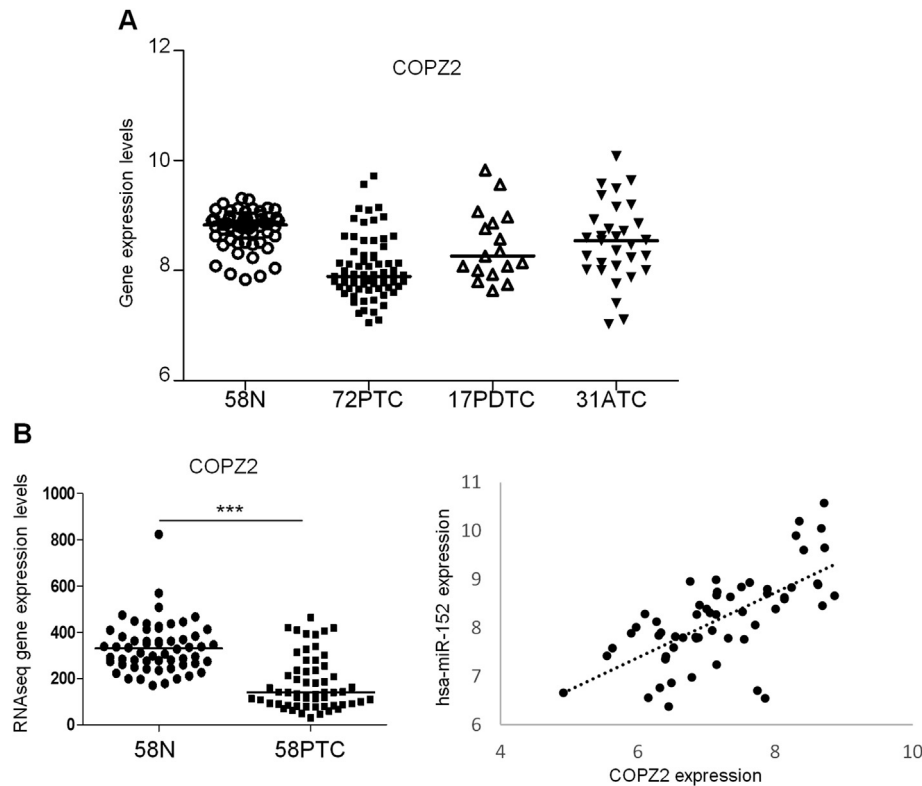 A
COPZ2
Gene expression levels
12
10
8
6
58N 72PTC 17PDTC 31ATC
B
COPZ2
RNAseq gene expression levels
1000
800
600
400
200
0
***
58N 58PTC
hsa-miR-152 expression
11
10
9
8
7
6
4 6 8 10
COPZ2 expression